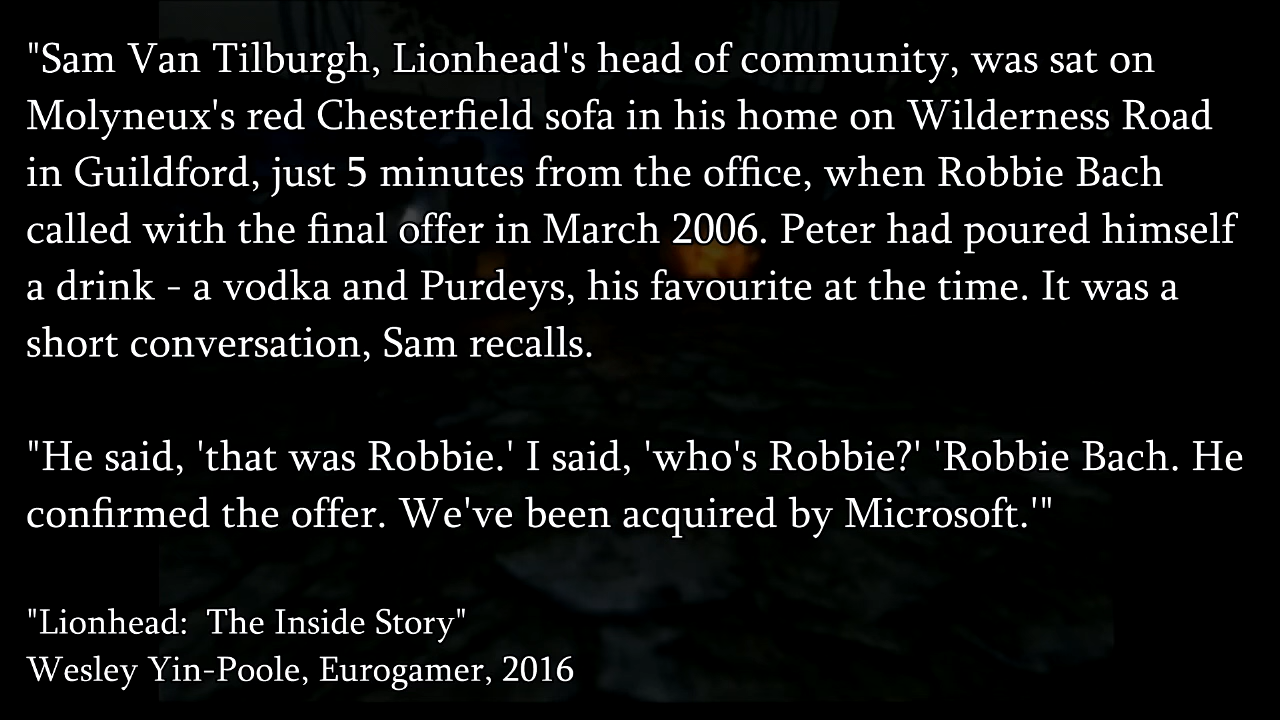 "Sam Van Tilburgh, Lionhead's head of community, was sat on
Molyneux's red Chesterfield sofa in his home on Wilderness Road
in Guildford, just 5 minutes from the office, when Robbie Bach
called with the final offer in March 2006. Peter had poured himself
a drink - a vodka and Purdeys, his favourite at the time. It was a
short conversation, Sam recalls.
"He said, 'that was Robbie.' I said, 'who's Robbie?' 'Robbie Bach. He
confirmed the offer. We've been acquired by Microsoft.'"
"Lionhead:  The Inside Story"
Wesley Yin-Poole, Eurogamer, 2016